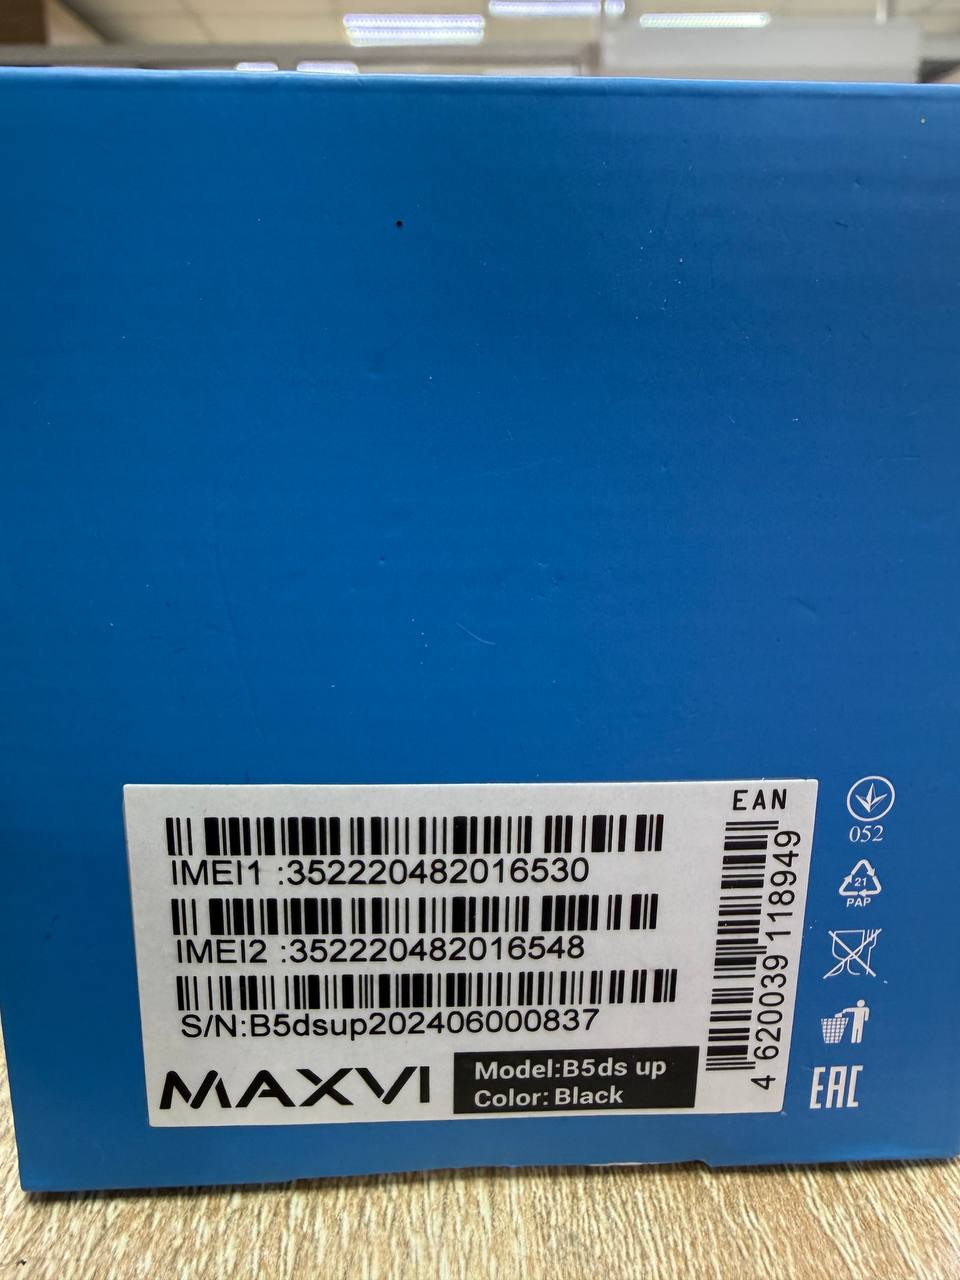 EAN
IMEI1 :352220482016530
IMEI2 :352220482016548
S/N:B5dsup202406000837
MAXVI
Model:B5ds up
Color: Black
4 620039 118949
052
21
PAP
EAC